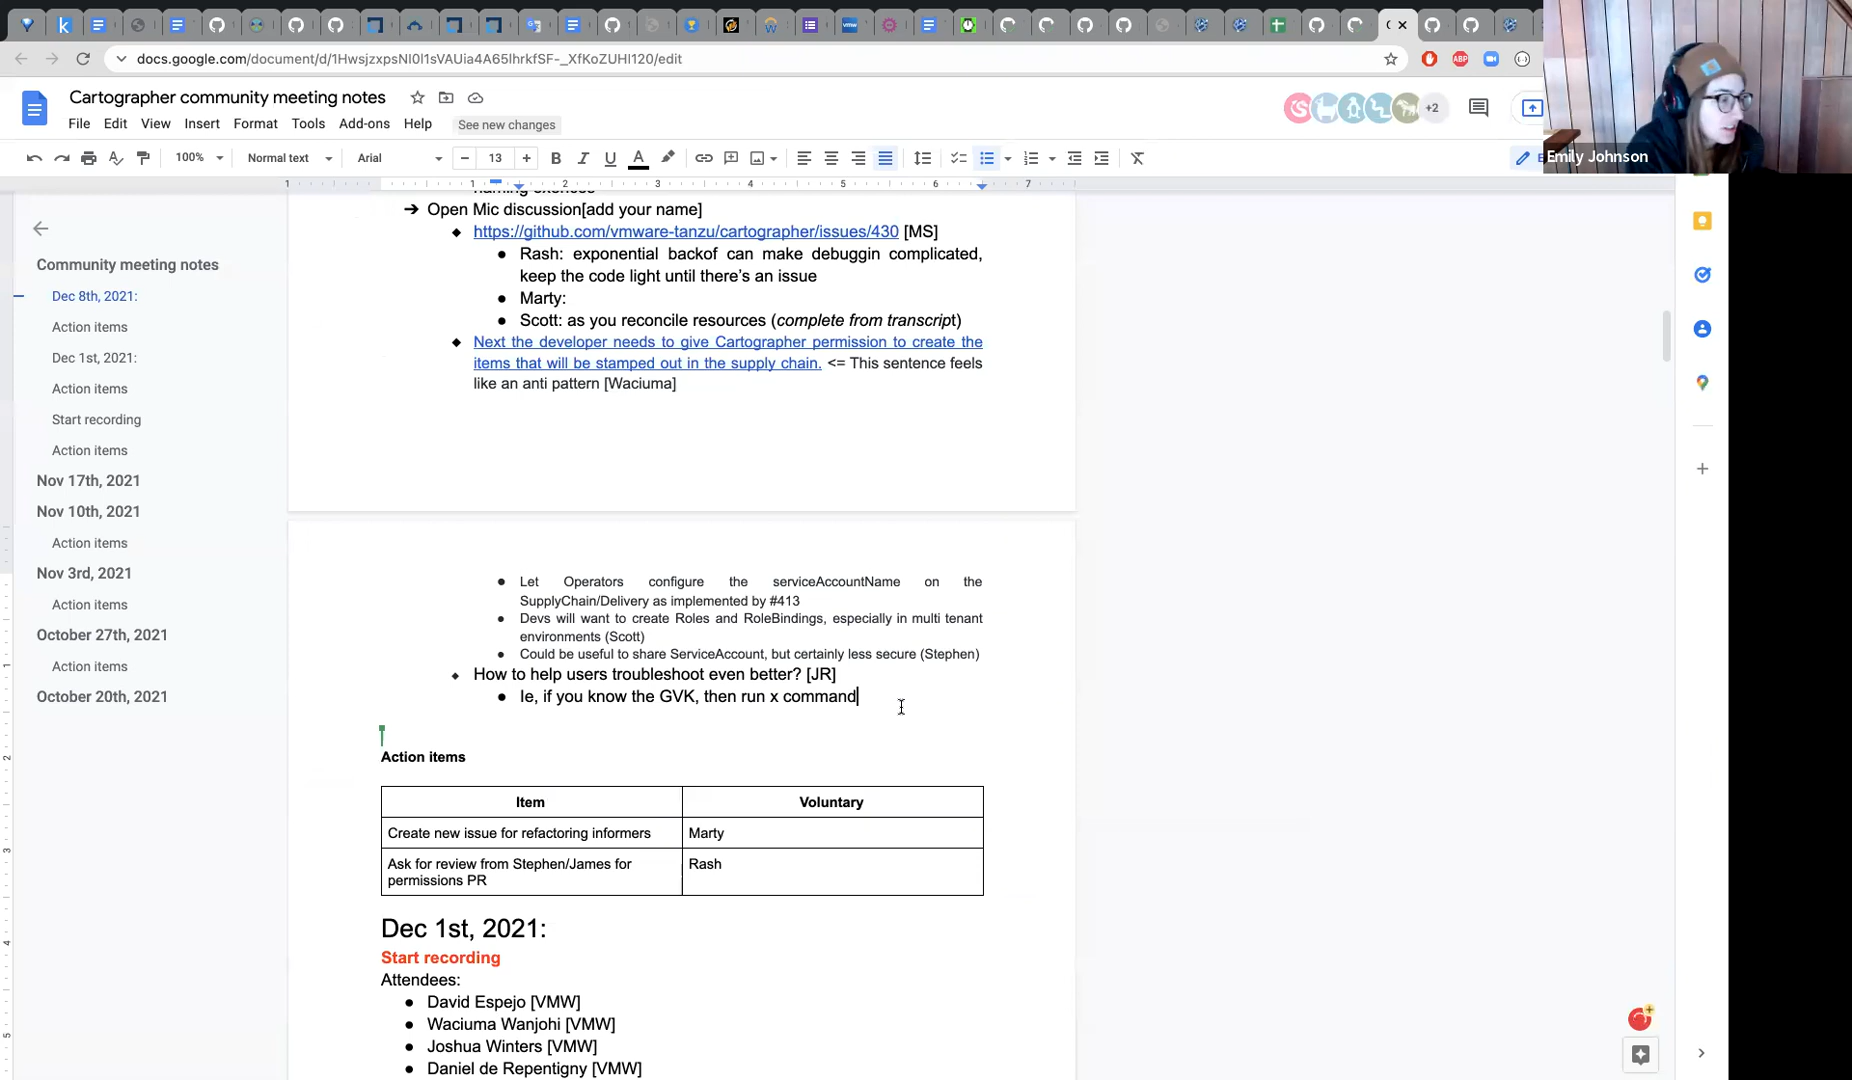 docs.google.com/document/d/1HwsjzxpsNI0l1sVAUia4A65lhrkfSF-_XfKoZUHI120/edit
Cartographer community meeting notes
+2
File Edit View Insert Format Tools Add-ons Help See new changes
100% Normal text Arial 13
Emily Johnson
1 1 2 3 4 5 6 7
Community meeting notes
Dec 8th, 2021:
Action items
Dec 1st, 2021:
Action items
Start recording
Action items
Nov 17th, 2021
Nov 10th, 2021
Action items
Nov 3rd, 2021
Action items
October 27th, 2021
Action items
October 20th, 2021
➔ Open Mic discussion[add your name]
◆ https://github.com/vmware-tanzu/cartographer/issues/430 [MS]
● Rash: exponential backof can make debuggin complicated,
keep the code light until there's an issue
● Marty:
● Scott: as you reconcile resources (complete from transcript)
◆ Next the developer needs to give Cartographer permission to create the
items that will be stamped out in the supply chain. <= This sentence feels
like an anti pattern [Waciuma]
● Let Operators configure the serviceAccountName on the
SupplyChain/Delivery as implemented by #413
● Devs will want to create Roles and RoleBindings, especially in multi tenant
environments (Scott)
● Could be useful to share ServiceAccount, but certainly less secure (Stephen)
◆ How to help users troubleshoot even better? [JR]
● Ie, if you know the GVK, then run x command
Action items
Item Voluntary
Create new issue for refactoring informers Marty
Ask for review from Stephen/James for Rash
permissions PR
Dec 1st, 2021:
Start recording
Attendees:
● David Espejo [VMW]
● Waciuma Wanjohi [VMW]
● Joshua Winters [VMW]
● Daniel de Repentigny [VMW]